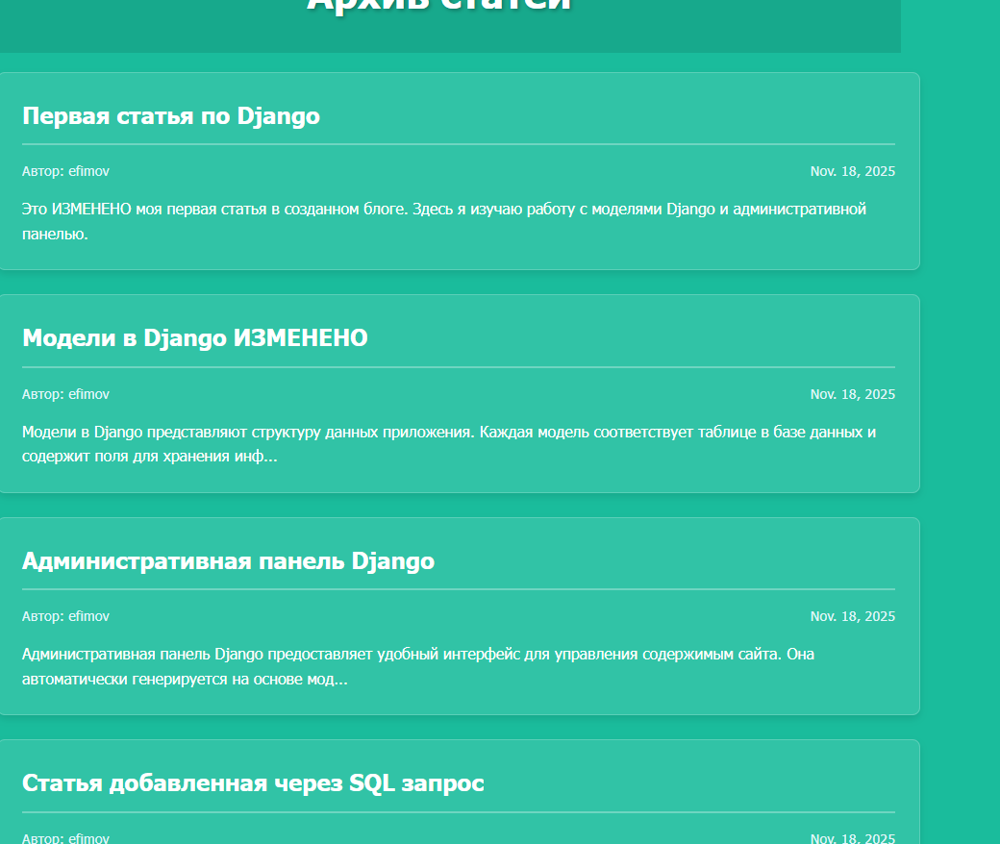 Архив статей
Первая статья по Django
Автор: efimov
Nov. 18, 2025
Это ИЗМЕНЕНО моя первая статья в созданном блоге. Здесь я изучаю работу с моделями Django и административной
панелью.
Модели в Django ИЗМЕНЕНО
Автор: efimov
Nov. 18, 2025
Модели в Django представляют структуру данных приложения. Каждая модель соответствует таблице в базе данных и
содержит поля для хранения инф...
Административная панель Django
Автор: efimov
Nov. 18, 2025
Административная панель Django предоставляет удобный интерфейс для управления содержимым сайта. Она
автоматически генерируется на основе мод...
Статья добавленная через SQL запрос
Автор: efimov
Nov. 18, 2025